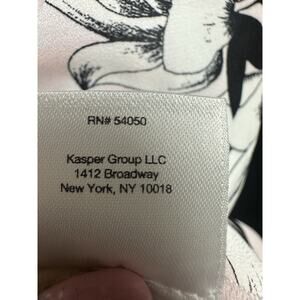 RN# 54050
Kasper Group LLC
1412 Broadway
New York, NY 10018